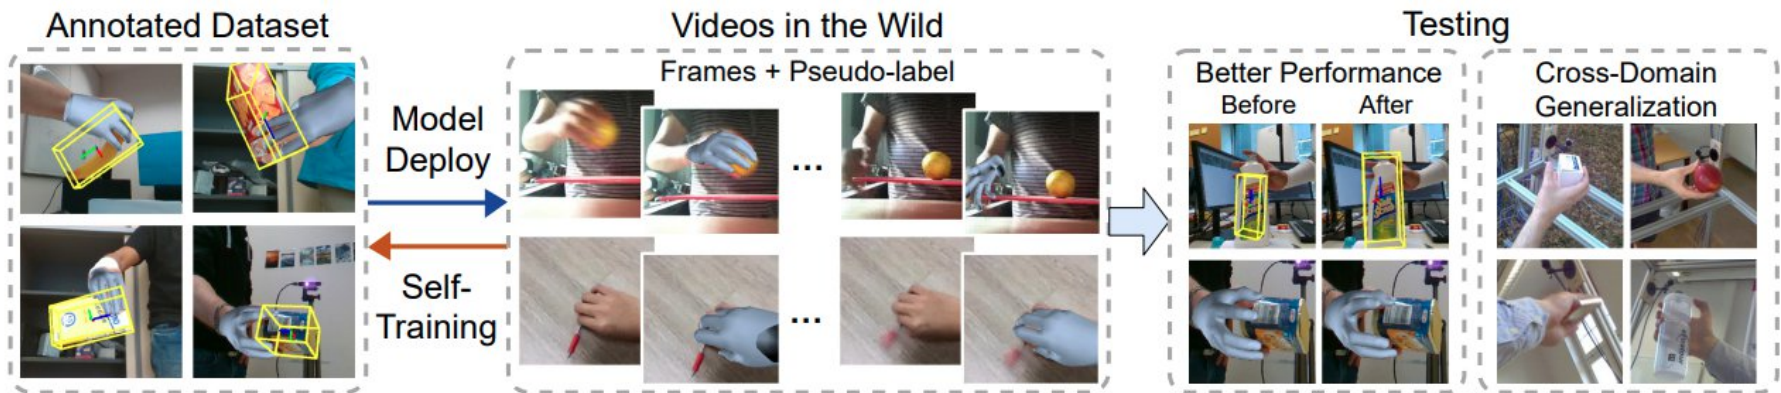 Annotated Dataset
Model
Deploy
Self-
Training
Videos in the Wild
Frames + Pseudo-label
...
...
Testing
Better Performance
Before
After
Cross-Domain
Generalization